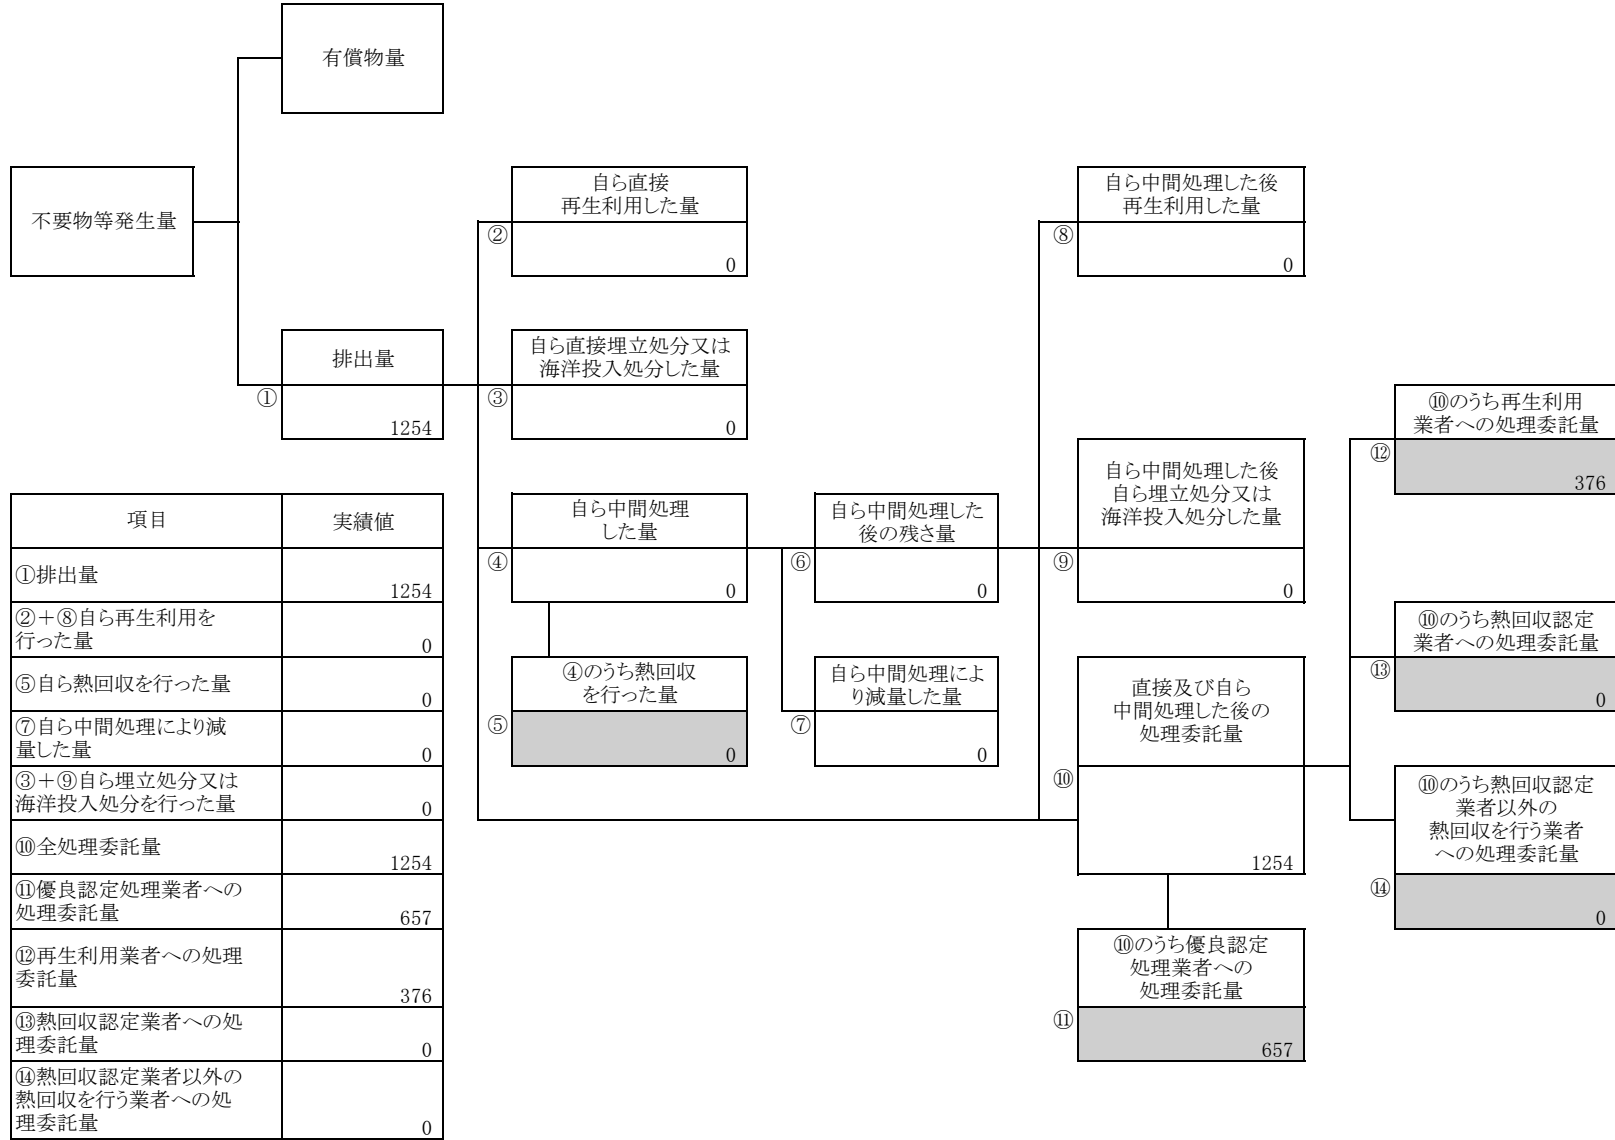 有償物量
不要物等発生量
排出量
①
1254
自ら直接
再生利用した量
②
0
自ら直接埋立処分又は
海洋投入処分した量
③
0
自ら中間処理
した量
④
0
④のうち熱回収
を行った量
⑤
0
自ら中間処理した
後の残さ量
⑥
0
自ら中間処理によ
り減量した量
⑦
0
自ら中間処理した後
再生利用した量
⑧
0
自ら中間処理した後
自ら埋立処分又は
海洋投入処分した量
⑨
0
直接及び自ら
中間処理した後の
処理委託量
⑩
1254
⑩のうち優良認定
処理業者への
処理委託量
⑪
657
⑩のうち再生利用
業者への処理委託量
⑫
376
⑩のうち熱回収認定
業者への処理委託量
⑬
0
⑩のうち熱回収認定
業者以外の
熱回収を行う業者
への処理委託量
⑭
0
項目 実績値
①排出量
1254
②+⑧自ら再生利用を
行った量
0
⑤自ら熱回収を行った量
0
⑦自ら中間処理により減
量した量
0
③+⑨自ら埋立処分又は
海洋投入処分を行った量
0
⑩全処理委託量
1254
⑪優良認定処理業者への
処理委託量
657
⑫再生利用業者への処理
委託量
376
⑬熱回収認定業者への処
理委託量
0
⑭熱回収認定業者以外の
熱回収を行う業者への処
理委託量
0